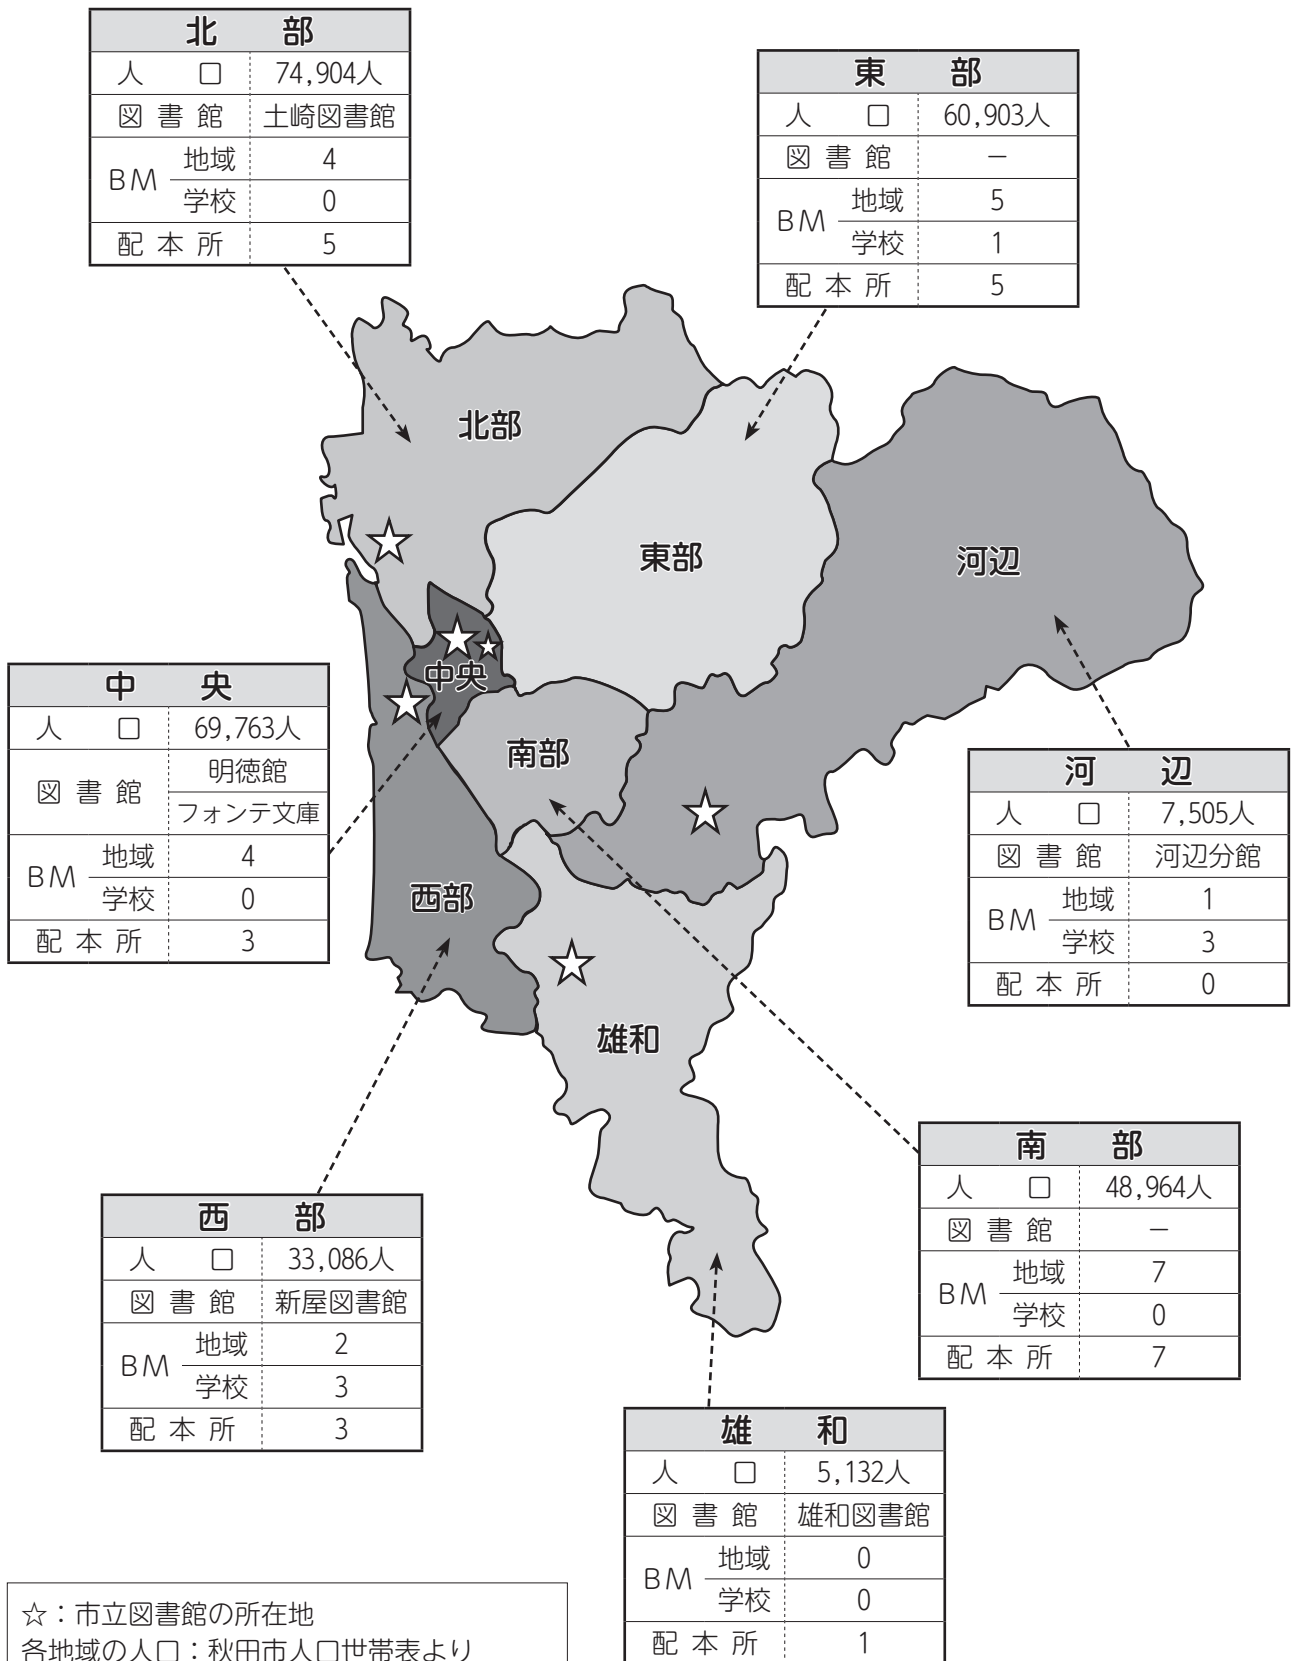 北部
人口 74,904人
図書館 土崎図書館
BM 地域 4
学校 0
配本所 5
東部
人口 60,903人
図書館 －
BM 地域 5
学校 1
配本所 5
北部
東部
河辺
中央
南部
西部
雄和
中央
人口 69,763人
図書館 明徳館
フォンテ文庫
BM 地域 4
学校 0
配本所 3
河辺
人口 7,505人
図書館 河辺分館
BM 地域 1
学校 3
配本所 0
南部
人口 48,964人
図書館 －
BM 地域 7
学校 0
配本所 7
西部
人口 33,086人
図書館 新屋図書館
BM 地域 2
学校 3
配本所 3
雄和
人口 5,132人
図書館 雄和図書館
BM 地域 0
学校 0
配本所 1
☆：市立図書館の所在地
各地域の人口：秋田市人口世帯表より